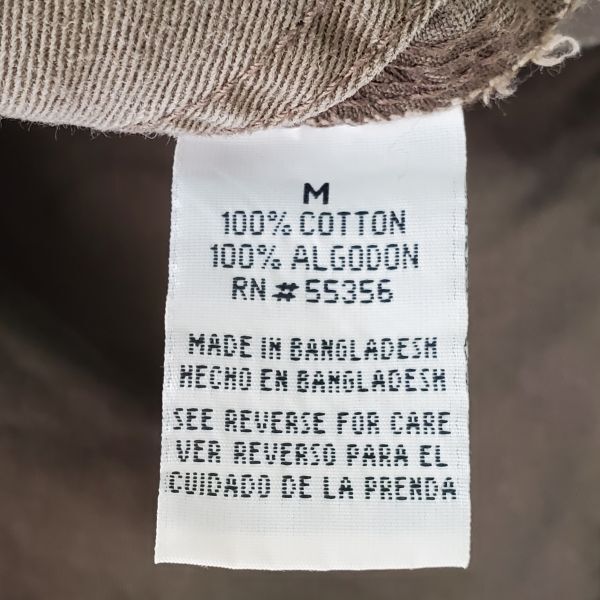 M
100% COTTON
100% ALGODON
RN # 55356
MADE IN BANGLADESH
HECHO EN BANGLADESH
SEE REVERSE FOR CARE
VER REVERSO PARA EL
CUIDADO DE LA PRENDA